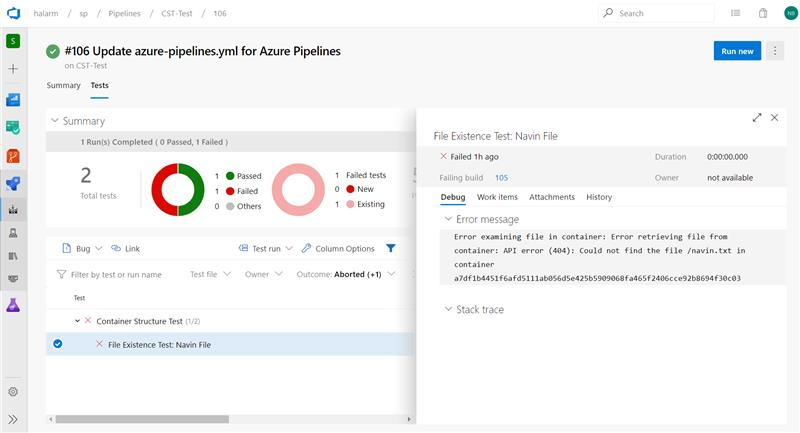 halarm / sp / Pipelines / CST-Test / 106
Search
NB
S
#106 Update azure-pipelines.yml for Azure Pipelines
on CST-Test
Run new
Summary Tests
Summary
1 Run(s) Completed ( 0 Passed, 1 Failed )
2
Total tests
1 Passed
1 Failed
0 Others
1 Failed tests
0 New
1 Existing
Bug Link Test run Column Options
Filter by test or run name Test file Owner Outcome: Aborted (+1)
Test
Container Structure Test (1/2)
File Existence Test: Navin File
File Existence Test: Navin File
Failed 1h ago Duration 0:00:00.000
Failing build 105 Owner not available
Debug Work items Attachments History
Error message
Error examining file in container: Error retrieving file from
container: API error (404): Could not find the file /navin.txt in
container
a7df1b4451f6afd5111ab056d5e425b5909068fa465f2406cce92b8694f30c03
Stack trace